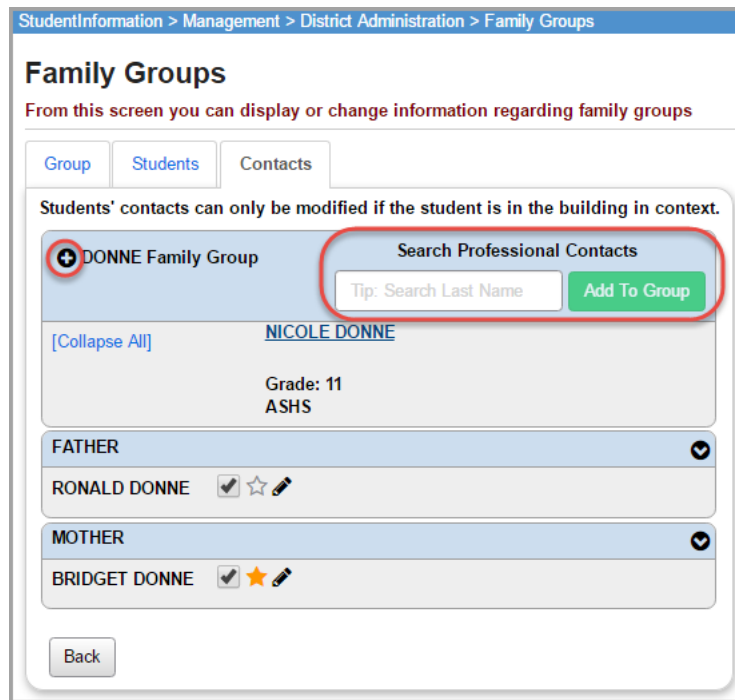 StudentInformation > Management > District Administration > Family Groups
Family Groups
From this screen you can display or change information regarding family groups
Group Students Contacts
Students' contacts can only be modified if the student is in the building in context.
DONNE Family Group
Search Professional Contacts
Tip: Search Last Name Add To Group
[Collapse All]
NICOLE DONNE
Grade: 11
ASHS
FATHER
RONALD DONNE
MOTHER
BRIDGET DONNE
Back